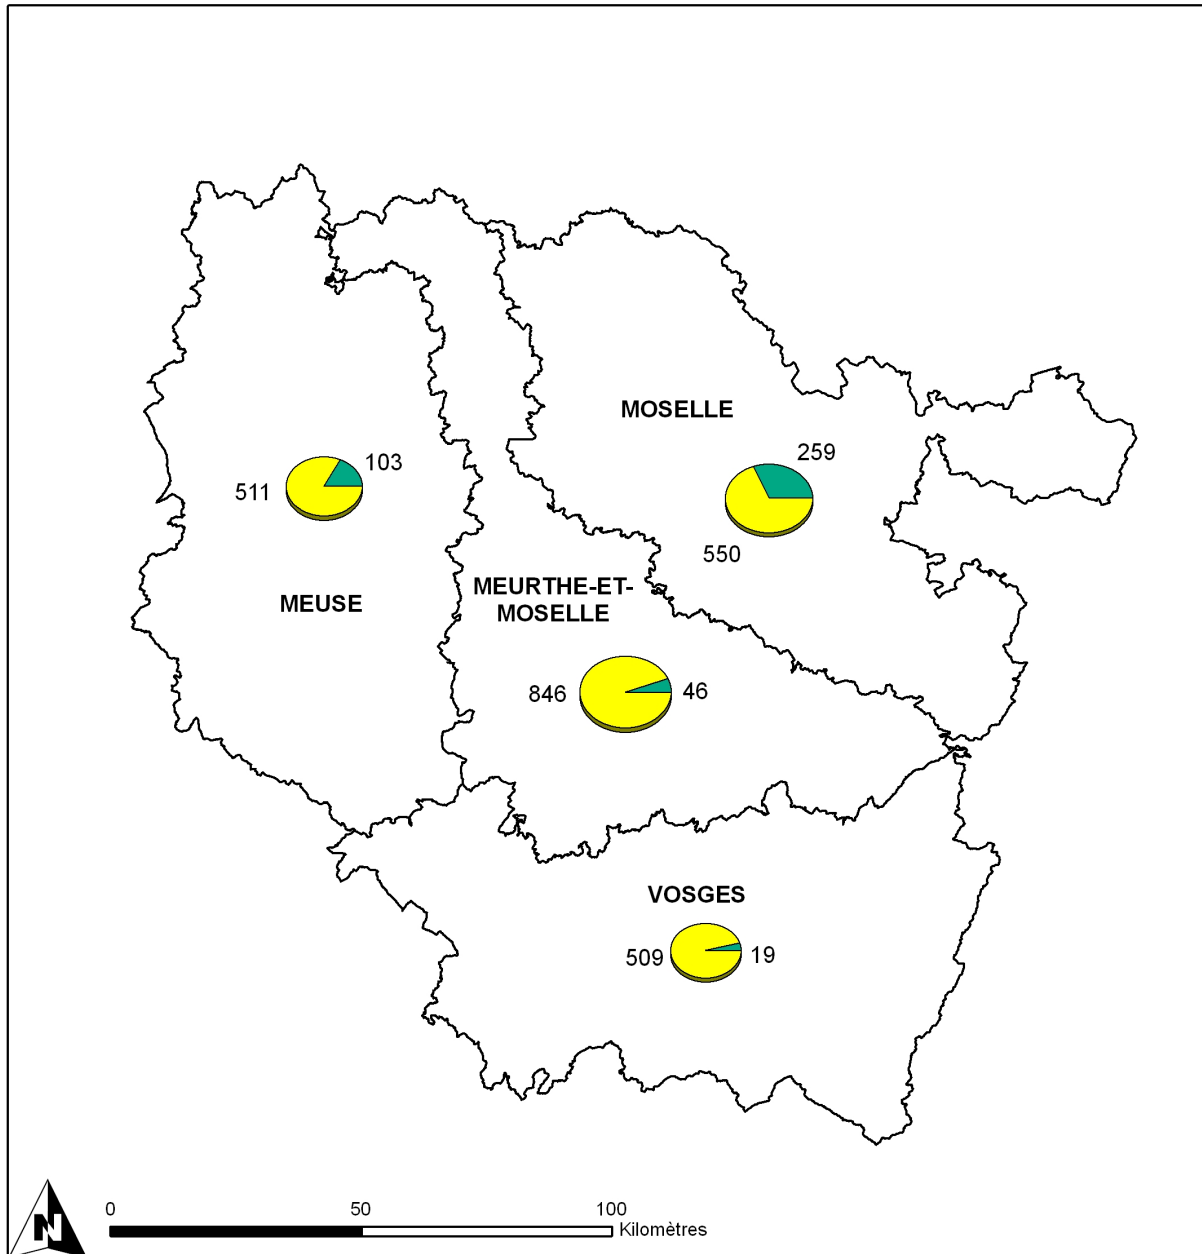 MOSELLE
259
103
511
550
MEURTHE-ET-
MOSELLE
MEUSE
846
46
VOSGES
509
19
0
50
100
Kilomètres
N